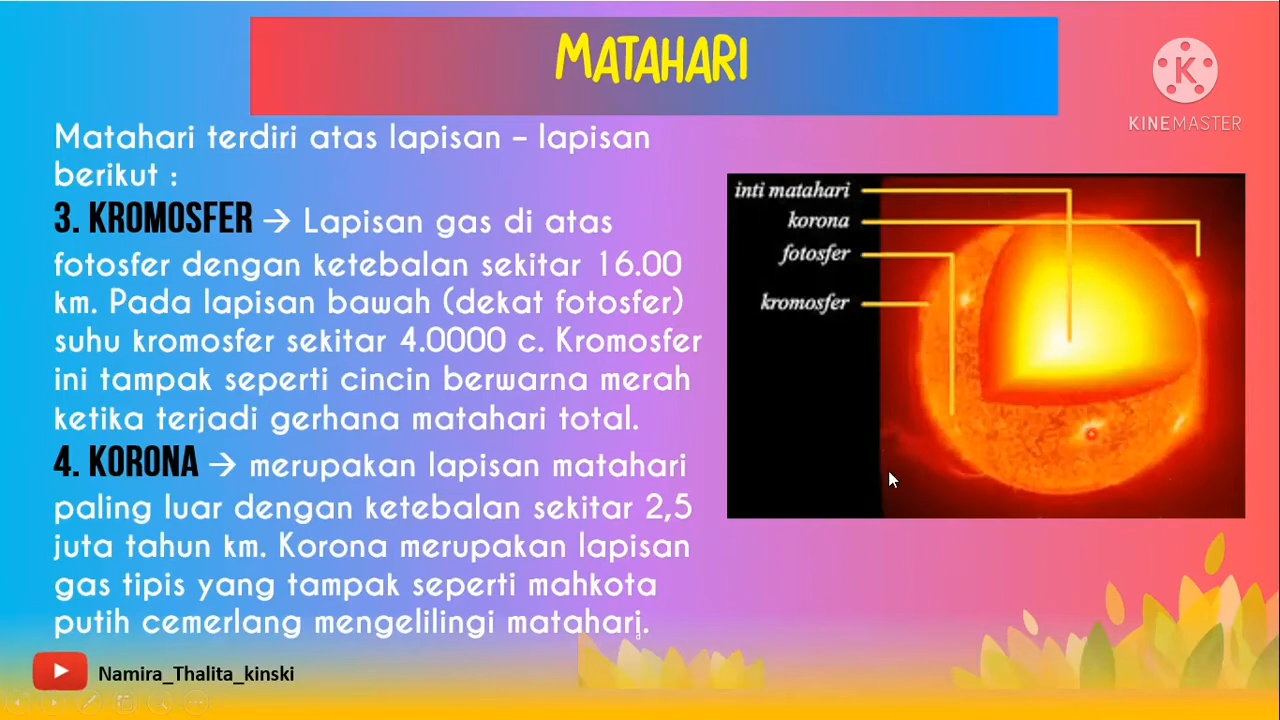 MATAHARI
KINEMASTER
Matahari terdiri atas lapisan – lapisan
berikut :
3. KROMOSFER → Lapisan gas di atas
fotosfer dengan ketebalan sekitar 16.00
km. Pada lapisan bawah (dekat fotosfer)
suhu kromosfer sekitar 4.0000 c. Kromosfer
ini tampak seperti cincin berwarna merah
ketika terjadi gerhana matahari total.
4. KORONA → merupakan lapisan matahari
paling luar dengan ketebalan sekitar 2,5
juta tahun km. Korona merupakan lapisan
gas tipis yang tampak seperti mahkota
putih cemerlang mengelilingi matahari.
inti matahari
korona
fotosfer
kromosfer
Namira_Thalita_kinski